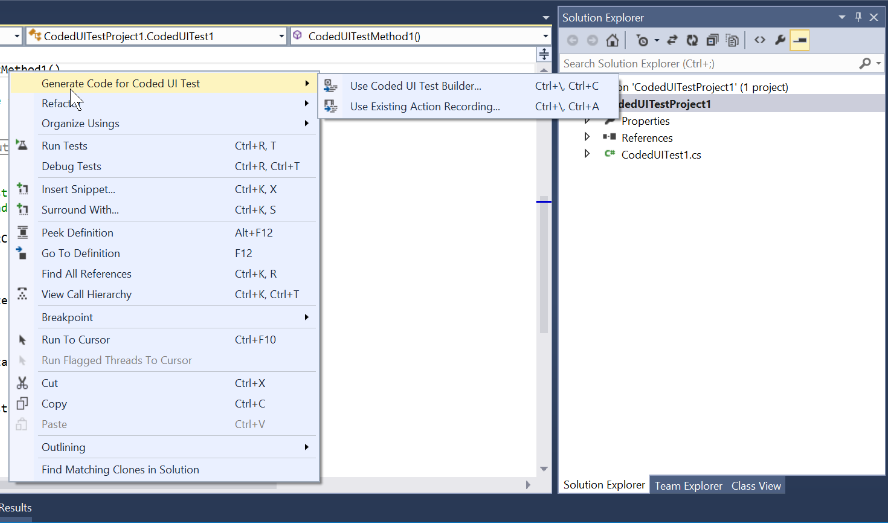 Solution Explorer
CodedUITestProject1.CodedUITest1
CodedUITestMethod1()
Search Solution Explorer (Ctrl+;)
Method1()
Generate Code for Coded UI Test
Use Coded UI Test Builder... Ctrl+\, Ctrl+C
Use Existing Action Recording... Ctrl+\, Ctrl+A
'CodedUITestProject1' (1 project)
dedUITestProject1
Properties
References
CodedUITest1.cs
Refactor
Organize Usings
Run Tests Ctrl+R, T
Debug Tests Ctrl+R, Ctrl+T
Insert Snippet... Ctrl+K, X
Surround With... Ctrl+K, S
Peek Definition Alt+F12
Go To Definition F12
Find All References Ctrl+K, R
View Call Hierarchy Ctrl+K, Ctrl+T
Breakpoint
Run To Cursor Ctrl+F10
Run Flagged Threads To Cursor
Cut Ctrl+X
Copy Ctrl+C
Paste Ctrl+V
Outlining
Find Matching Clones in Solution
Solution Explorer Team Explorer Class View
Results